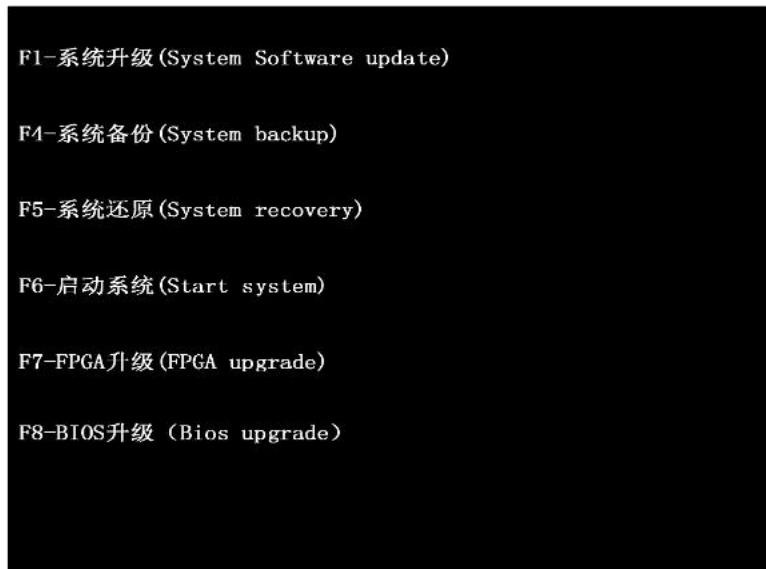 F1-系统升级(System Software update)
F4-系统备份(System backup)
F5-系统还原(System recovery)
F6-启动系统(Start system)
F7-FPGA升级(FPGA upgrade)
F8-BIOS升级（Bios upgrade）